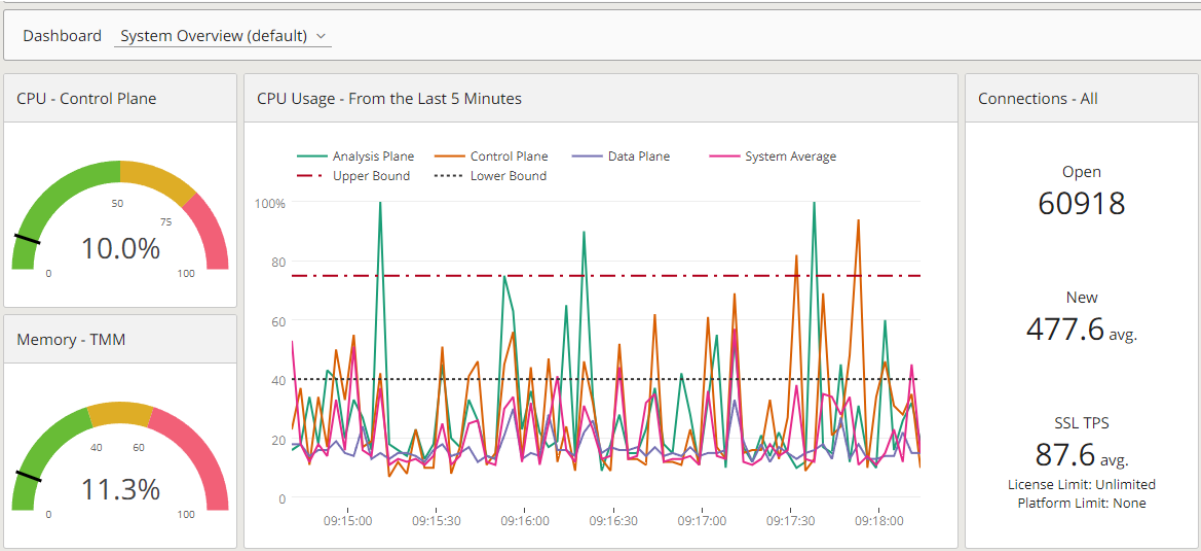 Dashboard System Overview (default)
CPU - Control Plane
50
75
10.0%
0
100
Memory - TMM
40
60
11.3%
0
100
CPU Usage - From the Last 5 Minutes
Analysis Plane Control Plane Data Plane System Average
Upper Bound Lower Bound
100%
80
60
40
20
0
09:15:00 09:15:30 09:16:00 09:16:30 09:17:00 09:17:30 09:18:00
Connections - All
Open
60918
New
477.6 avg.
SSL TPS
87.6 avg.
License Limit: Unlimited
Platform Limit: None